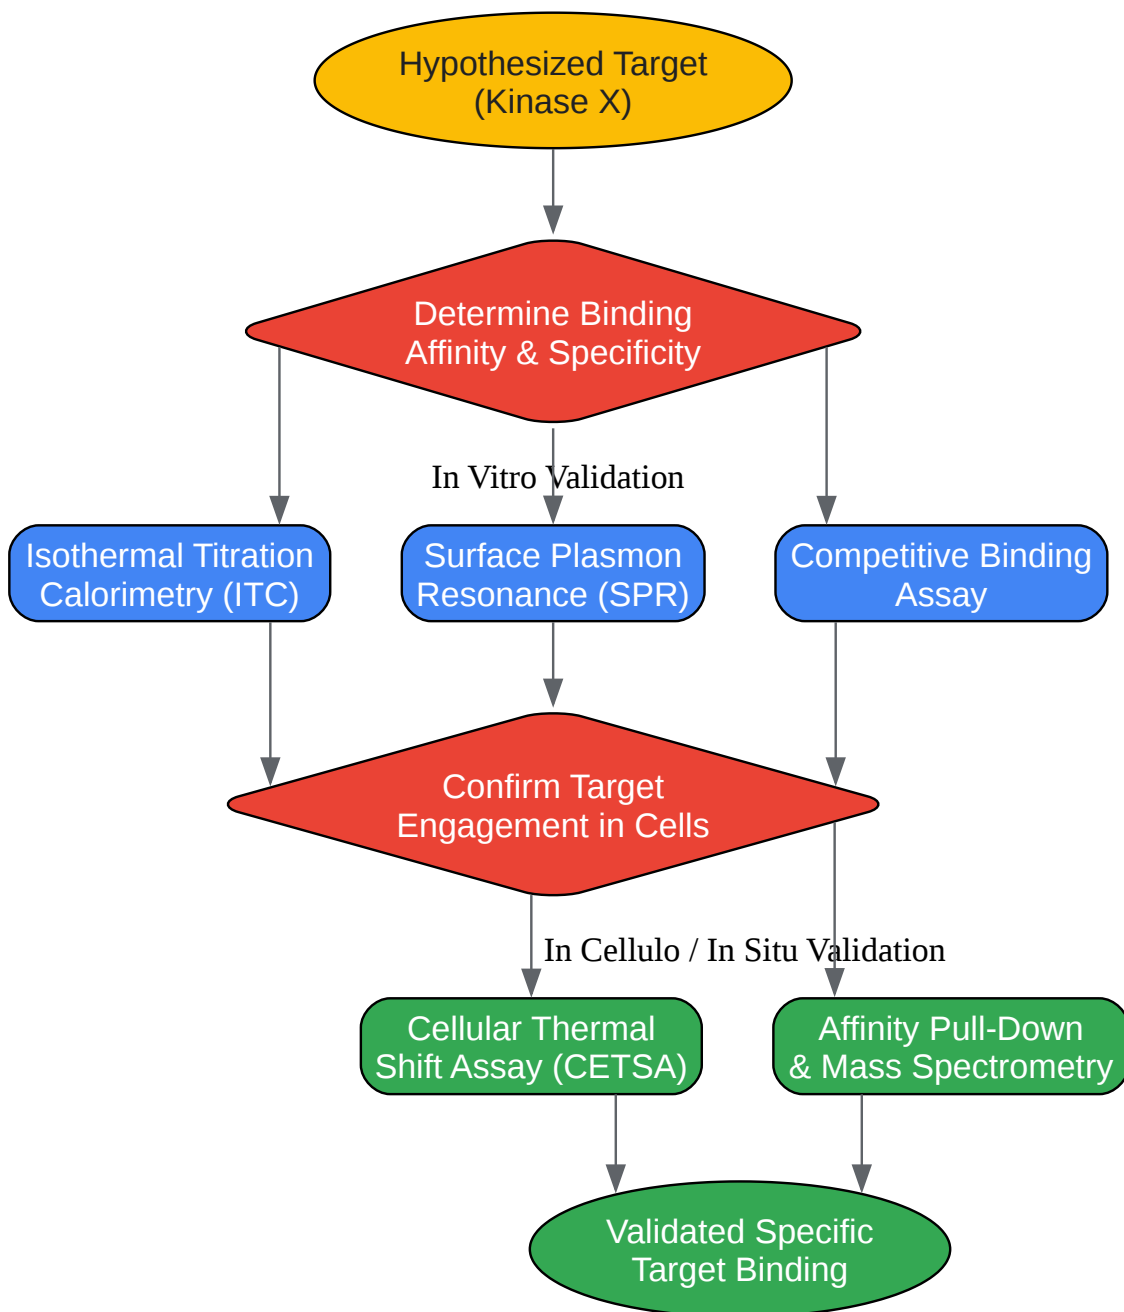 Hypothesized Target
(Kinase X)
Determine Binding
Affinity & Specificity
In Vitro Validation
Isothermal Titration
Calorimetry (ITC)
Surface Plasmon
Resonance (SPR)
Competitive Binding
Assay
Confirm Target
Engagement in Cells
In Cellulo / In Situ Validation
Cellular Thermal
Shift Assay (CETSA)
Affinity Pull-Down
& Mass Spectrometry
Validated Specific
Target Binding